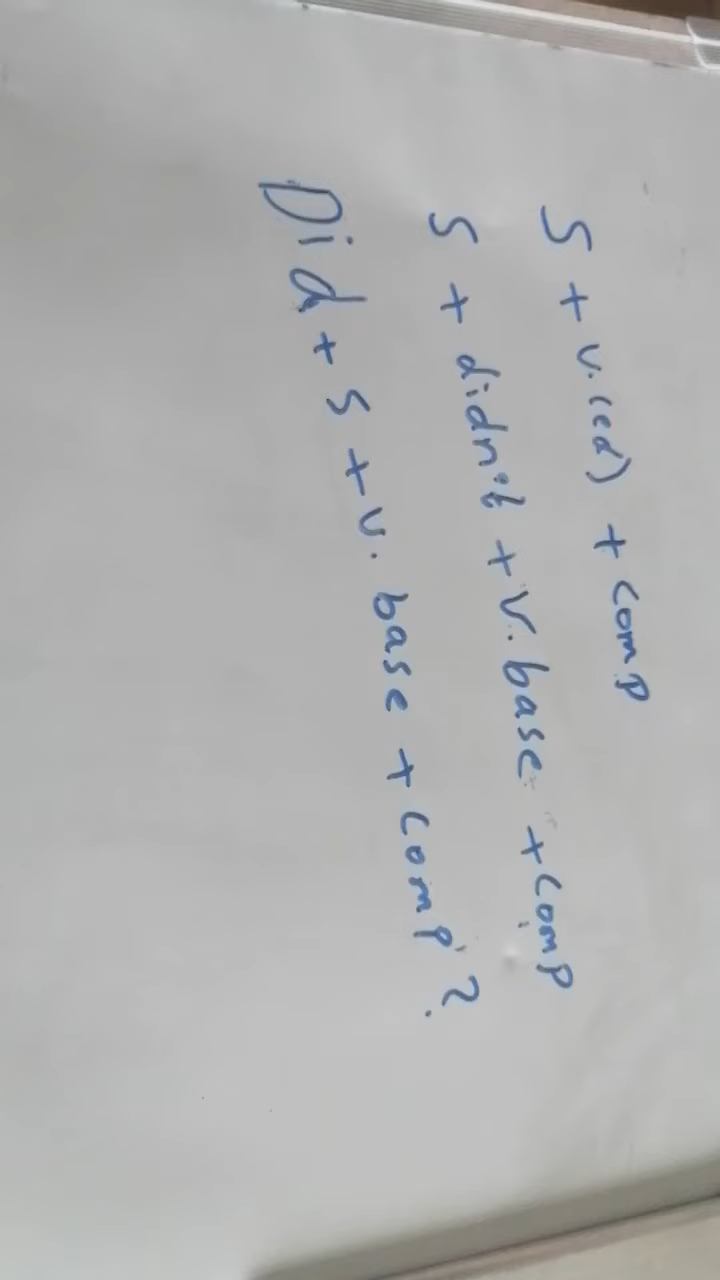 S + v.(ed) + comp
S + didn't + v.base + comp
Did + S + v. base + comp?